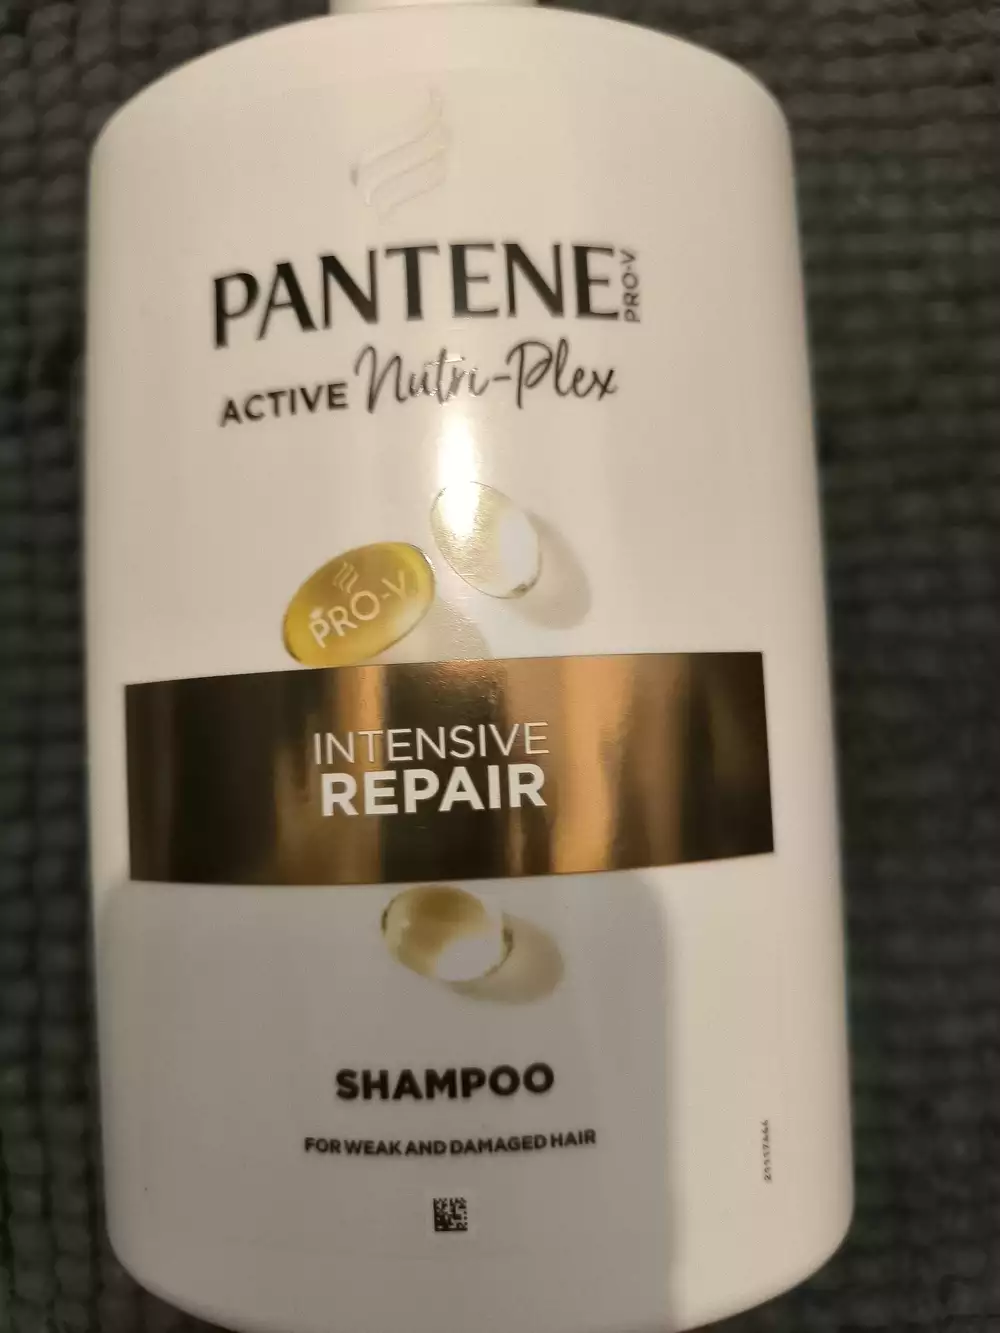 PANTENE PRO-V
ACTIVE Nutri-Plex
PRO-V
INTENSIVE
REPAIR
SHAMPOO
FOR WEAK AND DAMAGED HAIR